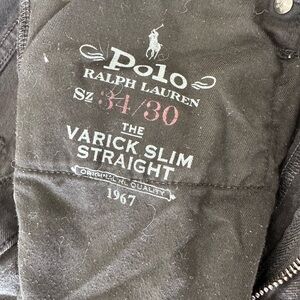 Polo
RALPH LAUREN
Sz 34/30
THE
VARICK SLIM
STRAIGHT
ORIGINAL QUALITY
1967